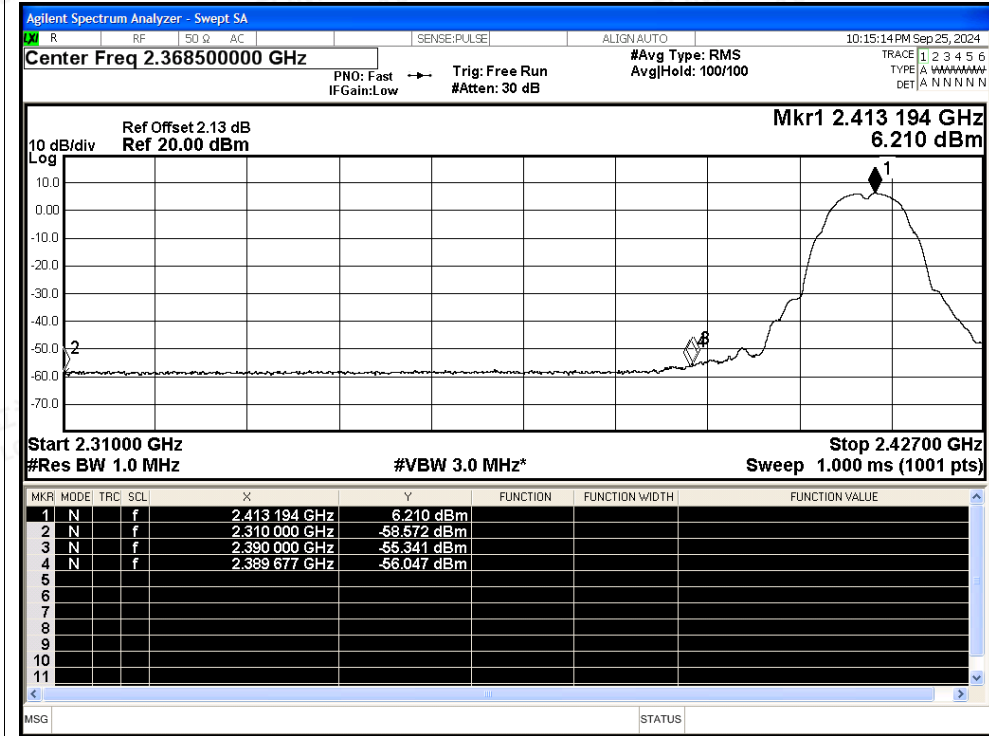 Agilent Spectrum Analyzer - Swept SA
LXI R RF 50 Ω AC SENSE:PULSE ALIGN AUTO 10:15:14 PM Sep 25, 2024
Center Freq 2.368500000 GHz #Avg Type: RMS TRACE 1 2 3 4 5 6
PNO: Fast Trig: Free Run Avg|Hold: 100/100 TYPE A WWWWW
IFGain:Low #Atten: 30 dB DET A N N N N N
Mkr1 2.413 194 GHz
Ref Offset 2.13 dB
10 dB/div Ref 20.00 dBm 6.210 dBm
Log
1
10.0
0.00
-10.0
-20.0
-30.0
-40.0
-50.0 2
-60.0
-70.0
Start 2.31000 GHz Stop 2.42700 GHz
#Res BW 1.0 MHz #VBW 3.0 MHz* Sweep 1.000 ms (1001 pts)
MKR MODE TRC SCL X Y FUNCTION FUNCTION WIDTH FUNCTION VALUE
1 N f 2.413 194 GHz 6.210 dBm
2 N f 2.310 000 GHz -58.572 dBm
3 N f 2.390 000 GHz -55.341 dBm
4 N f 2.389 677 GHz -56.047 dBm
5
6
7
8
9
10
11
MSG STATUS